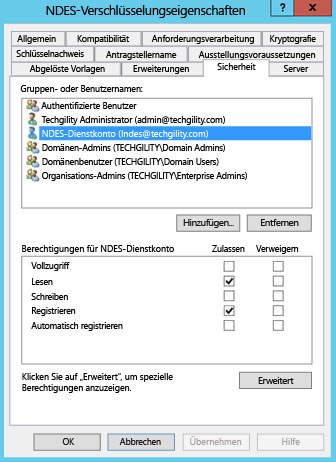 NDES-Verschlüsselungseigenschaften
?
Allgemein Kompatibilität Anforderungsverarbeitung Kryptografie
Schlüsselnachweis Antragstellername Ausstellungsvoraussetzungen
Abgelöste Vorlagen Erweiterungen Sicherheit Server
Gruppen- oder Benutzernamen:
Authentifizierte Benutzer
Techgility Administrator (admin@techgility.com)
NDES-Dienstkonto (Indes@techgility.com)
Domänen-Admins (TECHGILITY\Domain Admins)
Domänenbenutzer (TECHGILITY\Domain Users)
Organisations-Admins (TECHGILITY\Enterprise Admins)
Hinzufügen... Entfernen
Berechtigungen für NDES-Dienstkonto Zulassen Verweigern
Vollzugriff
Lesen
Schreiben
Registrieren
Automatisch registrieren
Klicken Sie auf „Erweitert“, um spezielle
Berechtigungen anzuzeigen.
Erweitert
OK Abbrechen Übernehmen Hilfe